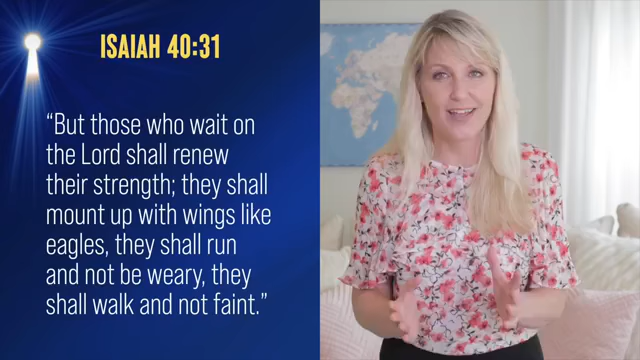 ISAIAH 40:31
“But those who wait on
the Lord shall renew
their strength; they shall
mount up with wings like
eagles, they shall run
and not be weary, they
shall walk and not faint.”